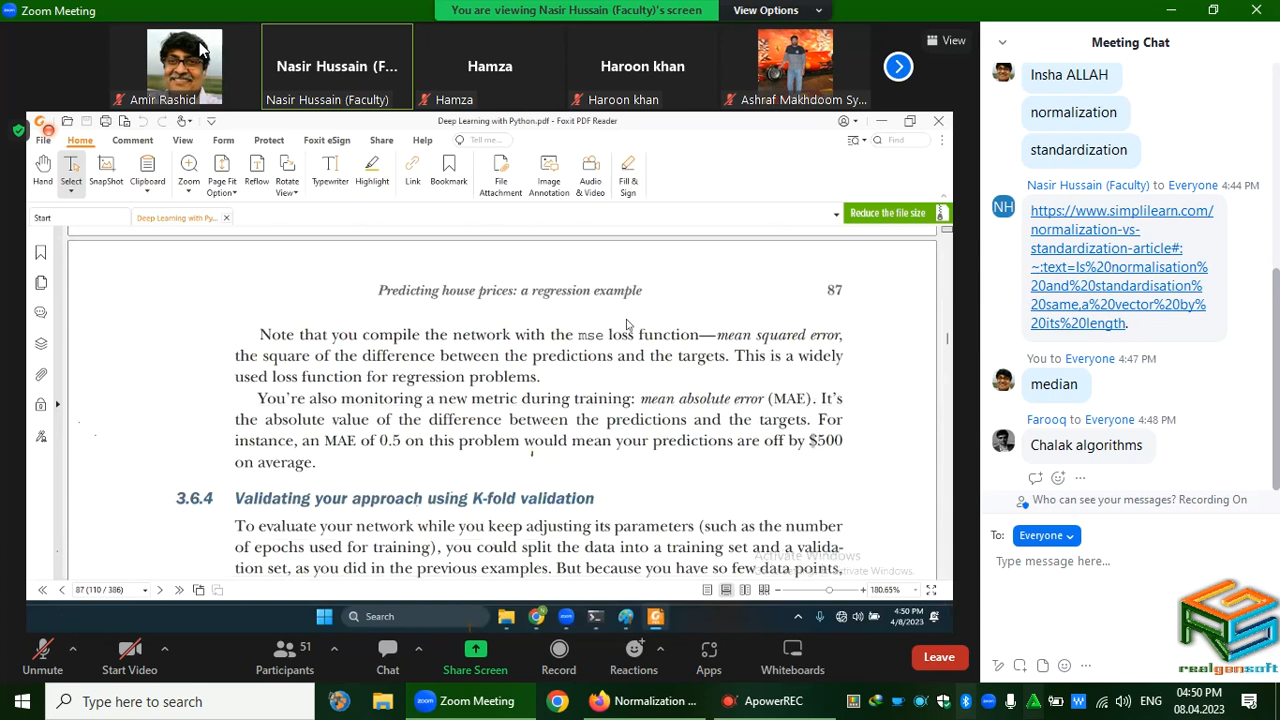 Zoom Meeting
You are viewing Nasir Hussain (Faculty)'s screen
View Options
View
Nasir Hussain (F...
Hamza
Haroon khan
Amir Rashid
Nasir Hussain (Faculty)
Hamza
Haroon khan
Ashraf Makhdoom Sy...
Deep Learning with Python.pdf - Foxit PDF Reader
File Home Comment View Form Protect Foxit eSign Share Help Tell me... Find
Hand Select SnapShot Clipboard Zoom Page Fit Option Reflow Rotate View Typewriter Highlight Link Bookmark File Attachment Image Annotation Audio & Video Fill & Sign
Start
Deep Learning with Py...
Reduce the file size
Predicting house prices: a regression example 87
Note that you compile the network with the mse loss function—mean squared error,
the square of the difference between the predictions and the targets. This is a widely
used loss function for regression problems.
You're also monitoring a new metric during training: mean absolute error (MAE). It's
the absolute value of the difference between the predictions and the targets. For
instance, an MAE of 0.5 on this problem would mean your predictions are off by $500
on average.
3.6.4 Validating your approach using K-fold validation
To evaluate your network while you keep adjusting its parameters (such as the number
of epochs used for training), you could split the data into a training set and a valida-
tion set, as you did in the previous examples. But because you have so few data points,
Activate Windows
87 (110 / 386)
180.65%
Search
4:50 PM
4/8/2023
Unmute
Start Video
51
Participants
Chat
Share Screen
Record
Reactions
Apps
Whiteboards
Leave
Meeting Chat
Insha ALLAH
normalization
standardization
Nasir Hussain (Faculty) to Everyone 4:44 PM
NH
https://www.simplilearn.com/
normalization-vs-
standardization-article#:
~:text=Is%20normalisation%
20and%20standardisation%
20same,a%20vector%20by%
20its%20length.
You to Everyone 4:47 PM
median
Farooq to Everyone 4:48 PM
Chalak algorithms
Who can see your messages? Recording On
To: Everyone
Type message here...
realgunsoft
Type here to search
Zoom Meeting
Normalization ...
ApowerREC
ENG
04:50 PM
08.04.2023